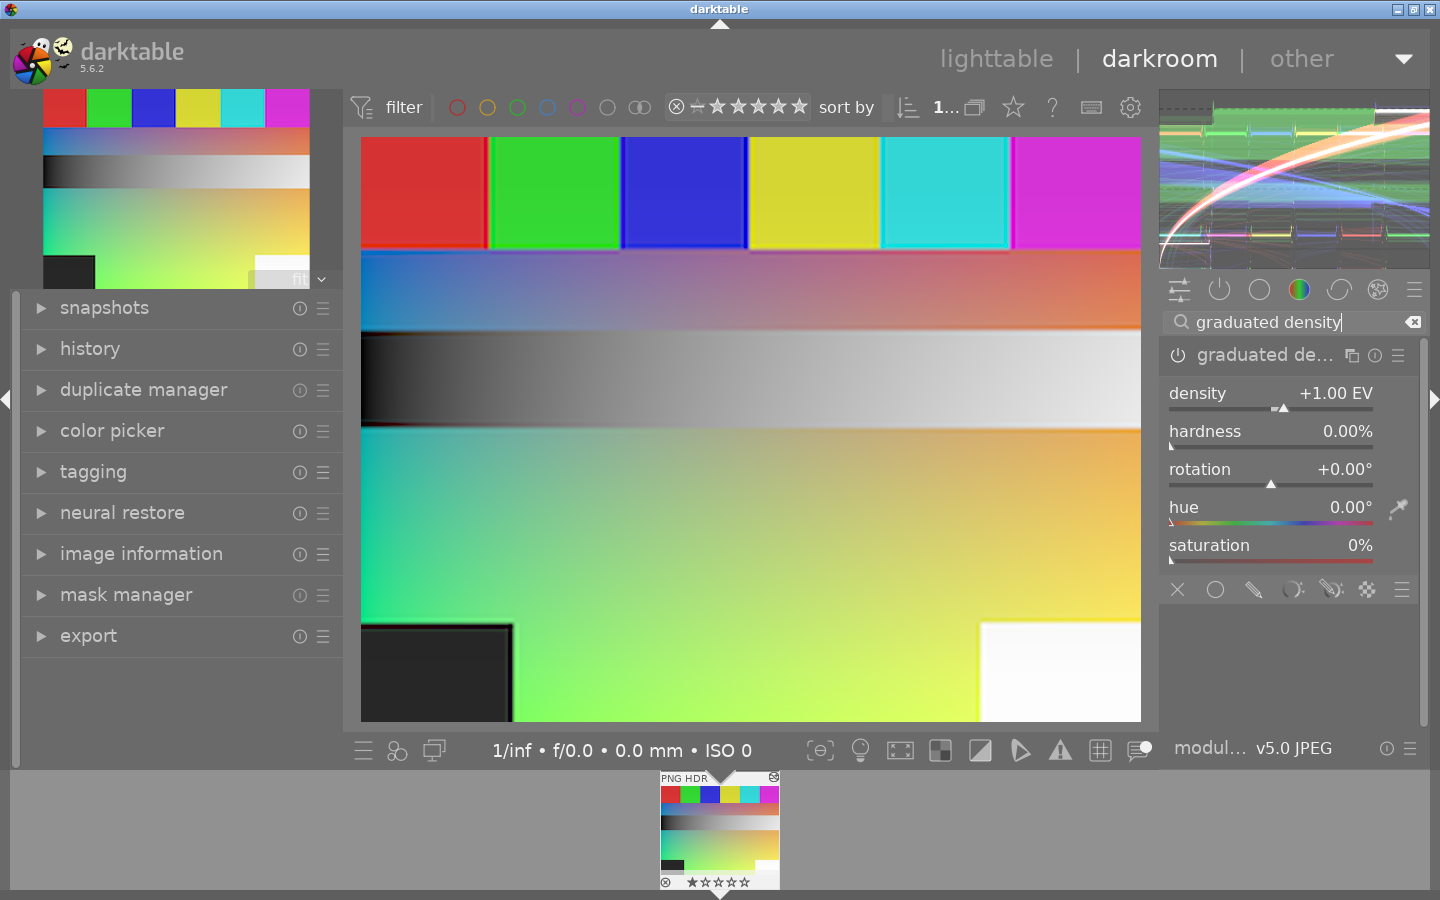 darktable
darktable
5.6.2
lighttable | darkroom | other
filter
sort by
1...
fit
snapshots
history
duplicate manager
color picker
tagging
neural restore
image information
mask manager
export
graduated density
graduated de...
density +1.00 EV
hardness 0.00%
rotation +0.00°
hue 0.00°
saturation 0%
1/inf • f/0.0 • 0.0 mm • ISO 0
modul... v5.0 JPEG
PNG HDR